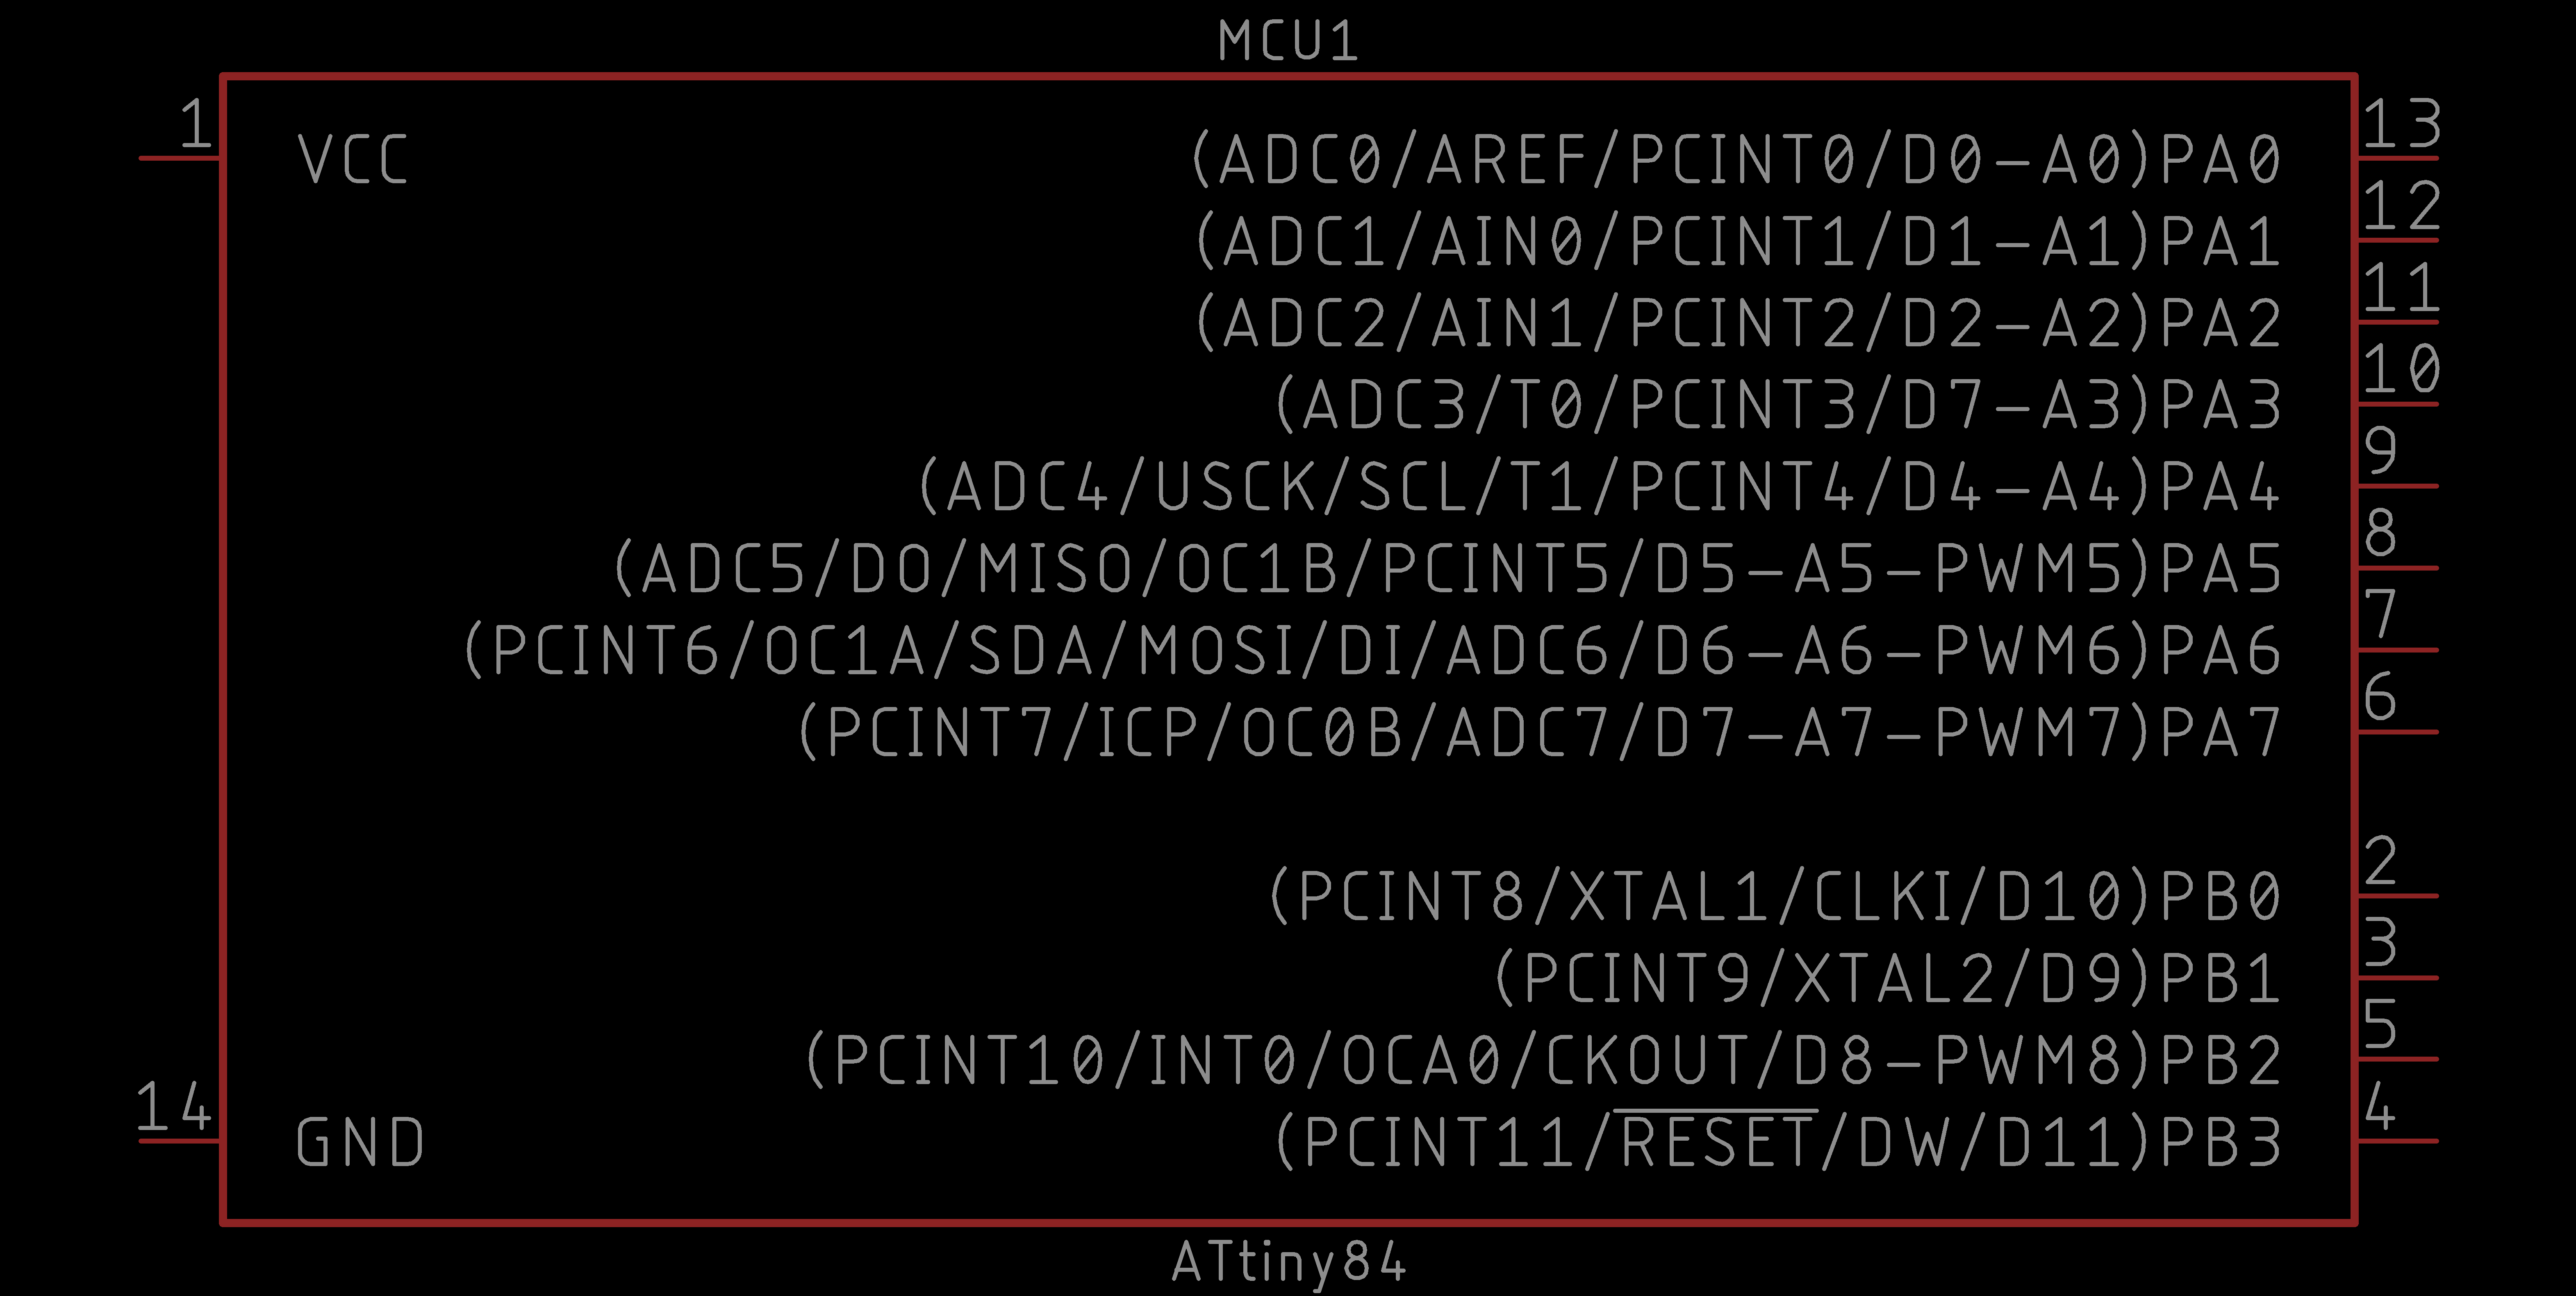 MCU1
1 VCC (ADC0/AREF/PCINT0/D0-A0)PA0 13
(ADC1/AIN0/PCINT1/D1-A1)PA1 12
(ADC2/AIN1/PCINT2/D2-A2)PA2 11
(ADC3/T0/PCINT3/D7-A3)PA3 10
(ADC4/USCK/SCL/T1/PCINT4/D4-A4)PA4 9
(ADC5/DO/MISO/OC1B/PCINT5/D5-A5-PWM5)PA5 8
(PCINT6/OC1A/SDA/MOSI/DI/ADC6/D6-A6-PWM6)PA6 7
(PCINT7/ICP/OC0B/ADC7/D7-A7-PWM7)PA7 6
(PCINT8/XTAL1/CLKI/D10)PB0 2
(PCINT9/XTAL2/D9)PB1 3
(PCINT10/INT0/OCA0/CKOUT/D8-PWM8)PB2 5
14 GND (PCINT11/RESET/DW/D11)PB3 4
ATtiny84